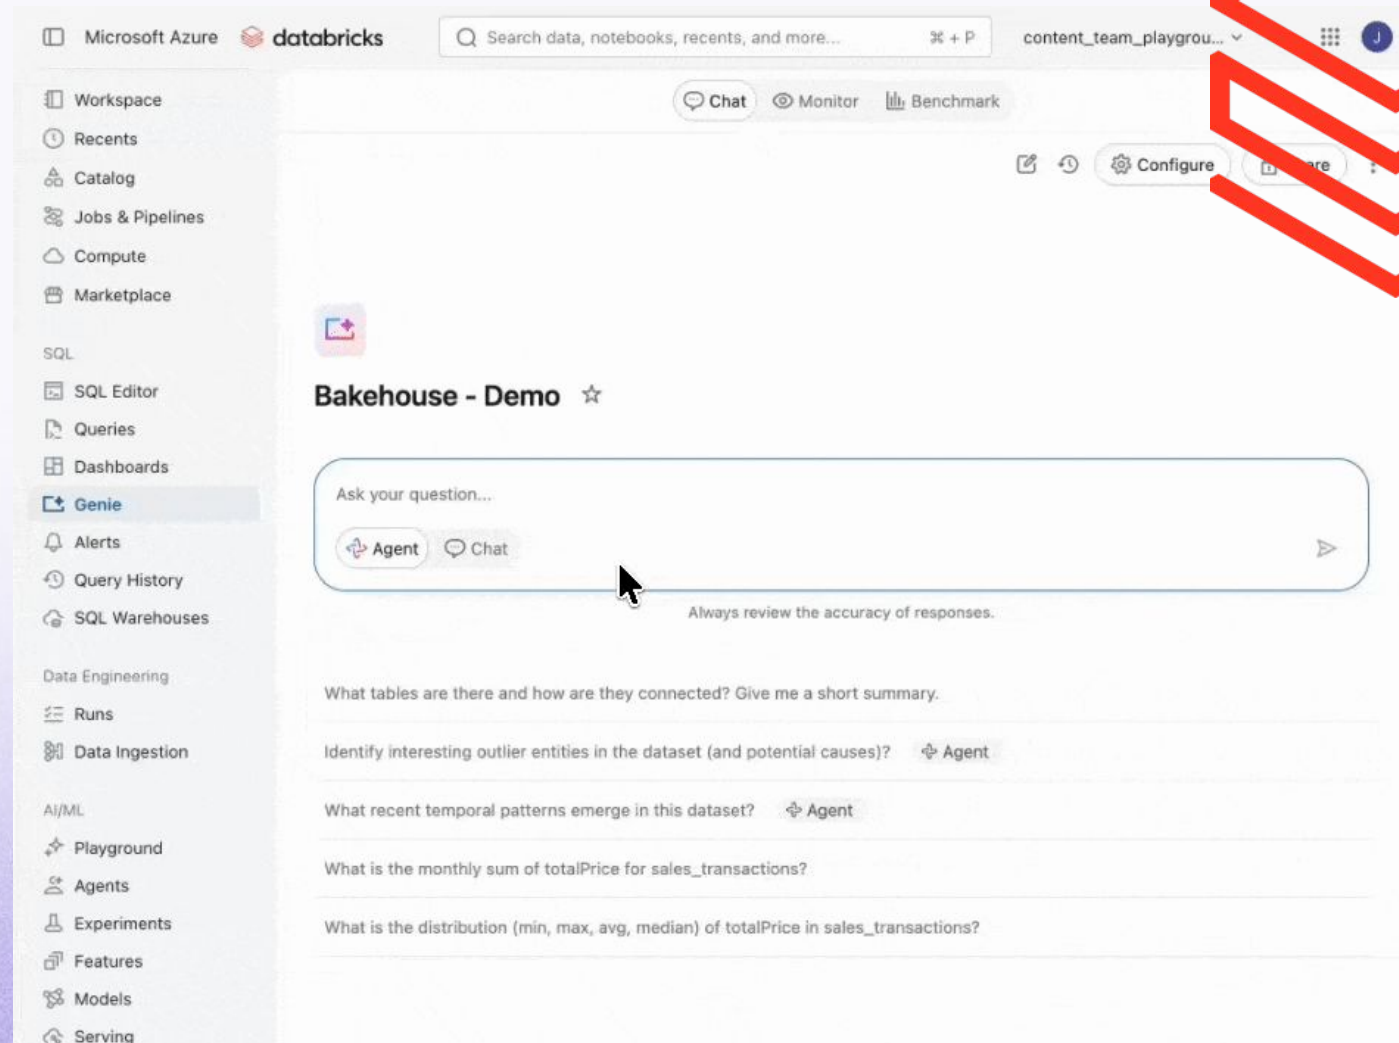 Microsoft Azure databricks Search data, notebooks, recents, and more... ⌘ + P content_team_playgrou... J
Workspace
Recents
Catalog
Jobs & Pipelines
Compute
Marketplace
SQL
SQL Editor
Queries
Dashboards
Genie
Alerts
Query History
SQL Warehouses
Data Engineering
Runs
Data Ingestion
AI/ML
Playground
Agents
Experiments
Features
Models
Serving
Chat Monitor Benchmark
Configure
Bakehouse - Demo
Ask your question...
Agent Chat
Always review the accuracy of responses.
What tables are there and how are they connected? Give me a short summary.
Identify interesting outlier entities in the dataset (and potential causes)? Agent
What recent temporal patterns emerge in this dataset? Agent
What is the monthly sum of totalPrice for sales_transactions?
What is the distribution (min, max, avg, median) of totalPrice in sales_transactions?